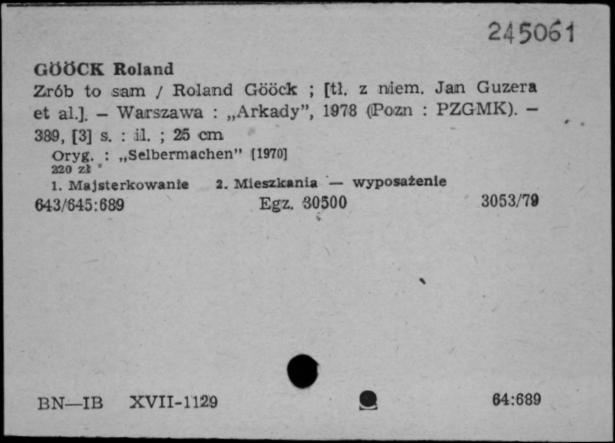 245061
GÖÖCK Roland
Zrób to sam / Roland Gööck ; [tł. z niem. Jan Guzera
et al.]. — Warszawa : „Arkady”, 1978 (Pozn : PZGMK). —
389, [3] s. : il. ; 25 cm
Oryg. : „Selbermachen” [1970]
220 zł
1. Majsterkowanie 2. Mieszkania — wyposażenie
643/645:689 Egz. 30500 3053/79
BN—IB XVII-1129 64:689